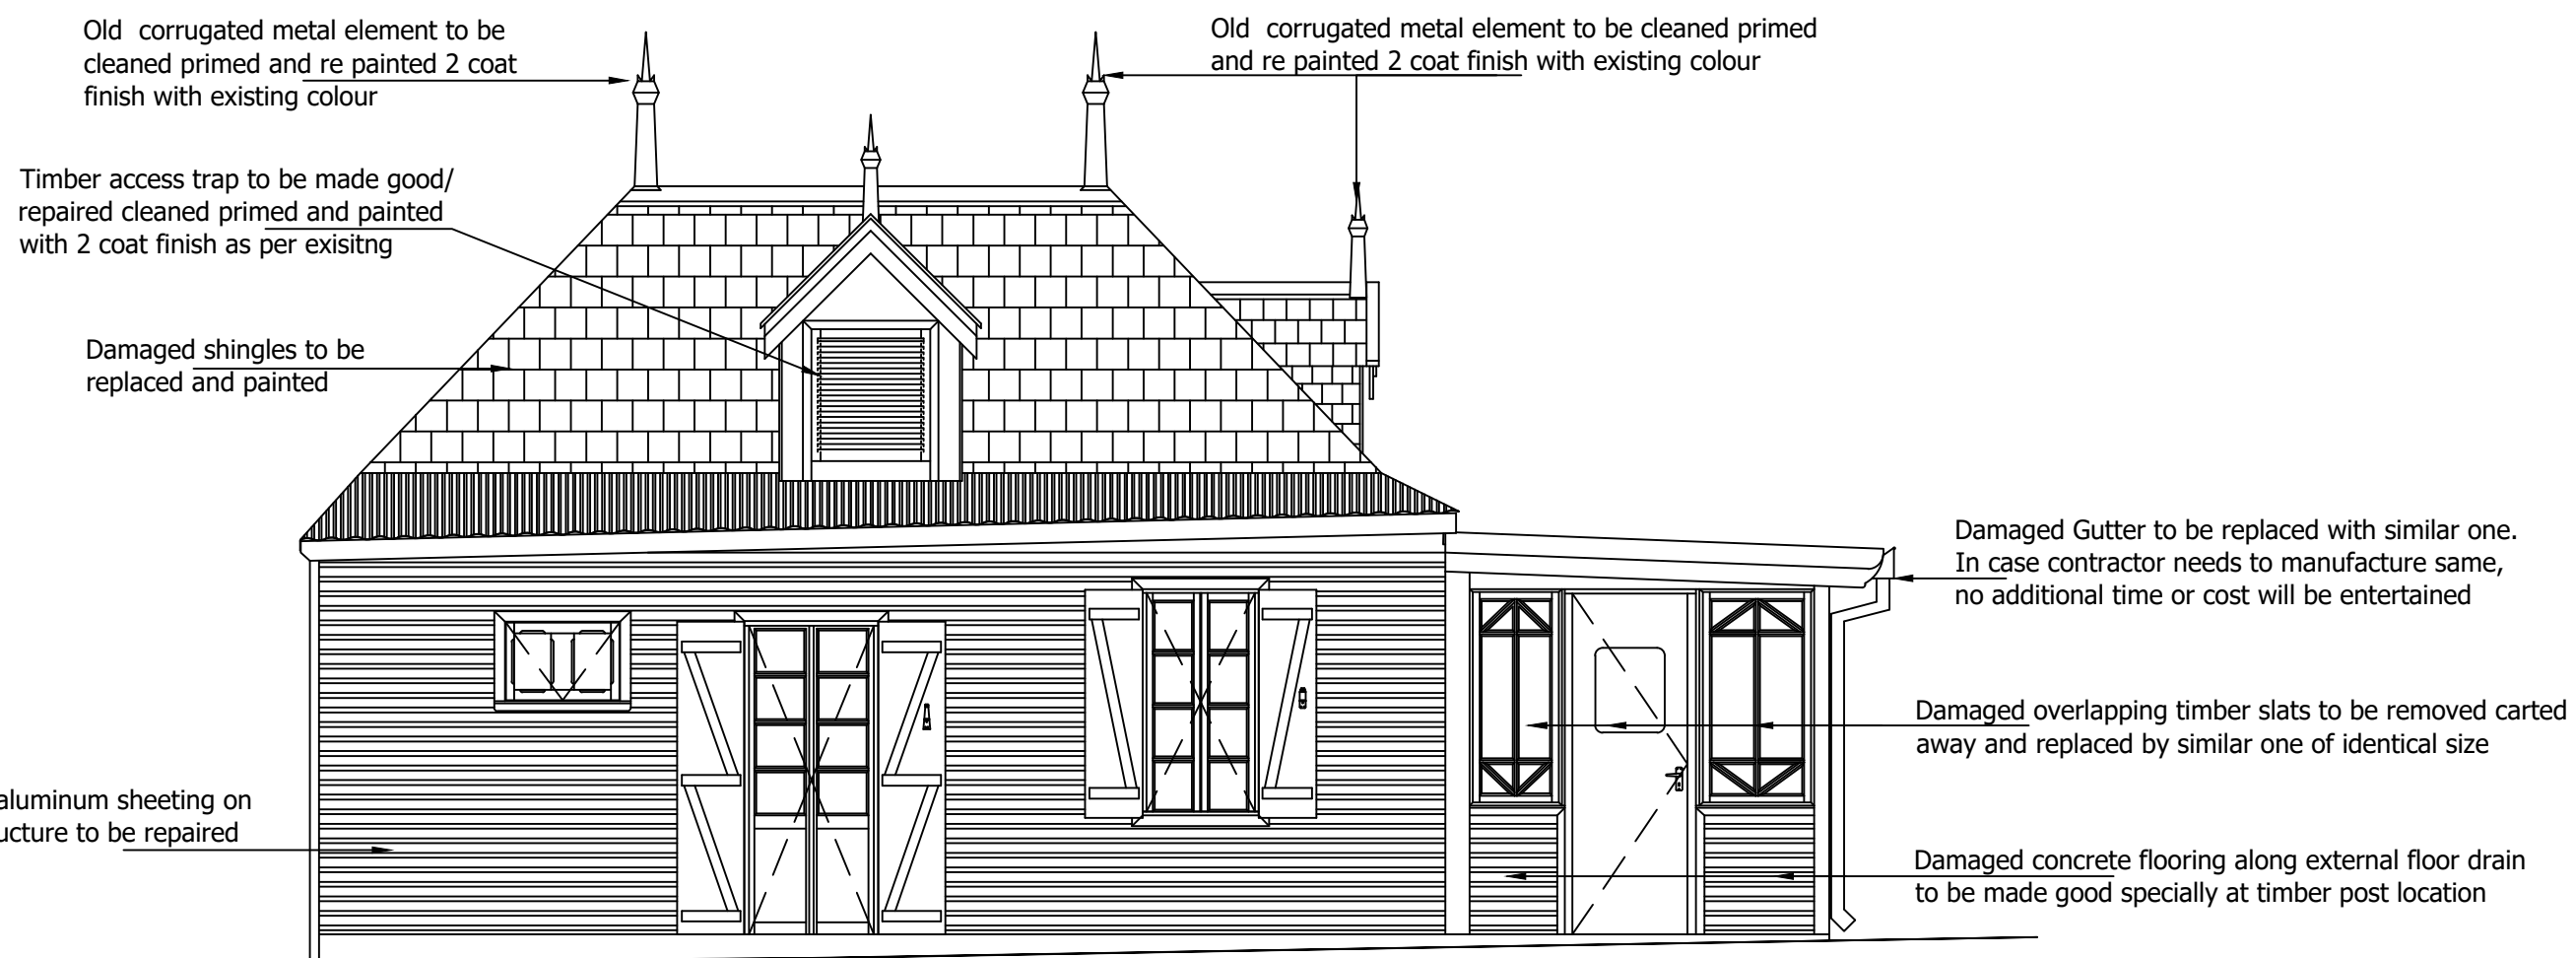 Old corrugated metal element to be
cleaned primed and re painted 2 coat
finish with existing colour
Old corrugated metal element to be cleaned primed
and re painted 2 coat finish with existing colour
Timber access trap to be made good/
repaired cleaned primed and painted
with 2 coat finish as per exisitng
Damaged shingles to be
replaced and painted
Damaged Gutter to be replaced with similar one.
In case contractor needs to manufacture same,
no additional time or cost will be entertained
Damaged overlapping timber slats to be removed carted
away and replaced by similar one of identical size
aluminum sheeting on
to be repaired
Damaged concrete flooring along external floor drain
to be made good specially at timber post location